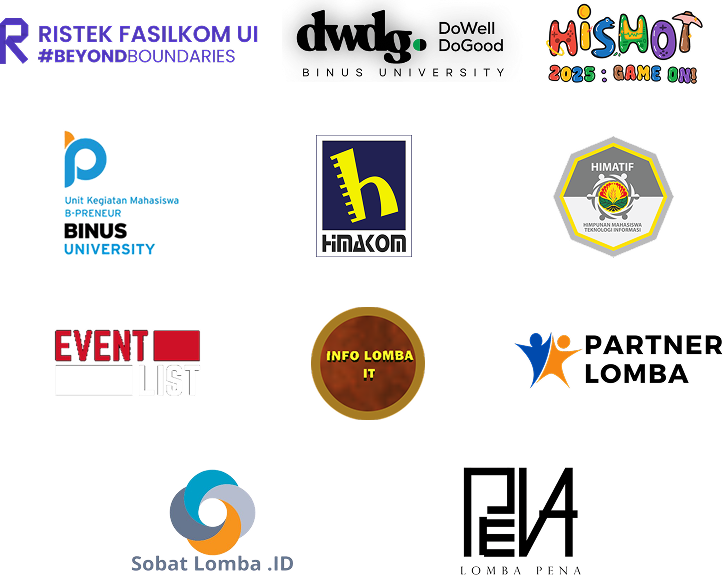 RISTEK FASILKOM UI
#BEYONDBOUNDARIES
dwdg.
DoWell
DoGood
BINUS UNIVERSITY
HiSHOT
2025 : GAME ON!
Unit Kegiatan Mahasiswa
B-PRENEUR
BINUS
UNIVERSITY
h
HIMAKOM
HIMATIF
HIMPUNAN MAHASISWA
TEKNOLOGI INFORMASI
EVENT
LIST
INFO LOMBA
IT
PARTNER
LOMBA
Sobat Lomba .ID
PENA
LOMBA PENA